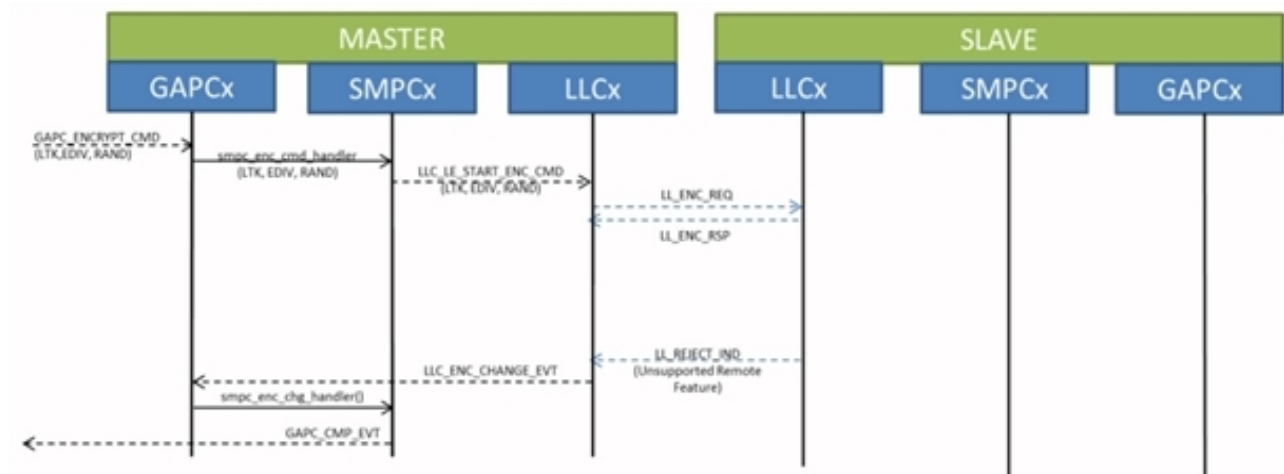 MASTER
SLAVE
GAPCx
SMPCx
LLCx
LLCx
SMPCx
GAPCx
GAPC_ENCRYPT_CMD
(LTK,EDIV, RAND)
smpc_enc_cmd_handler
(LTK, EDIV, RAND)
LLC_LE_START_ENC_CMD
(LTK, EDIV, RAND)
LL_ENC_REQ
LL_ENC_RSP
LL_REJECT_IND
(Unsupported Remote
Feature)
LLC_ENC_CHANGE_EVT
smpc_enc_chg_handler()
GAPC_CMP_EVT